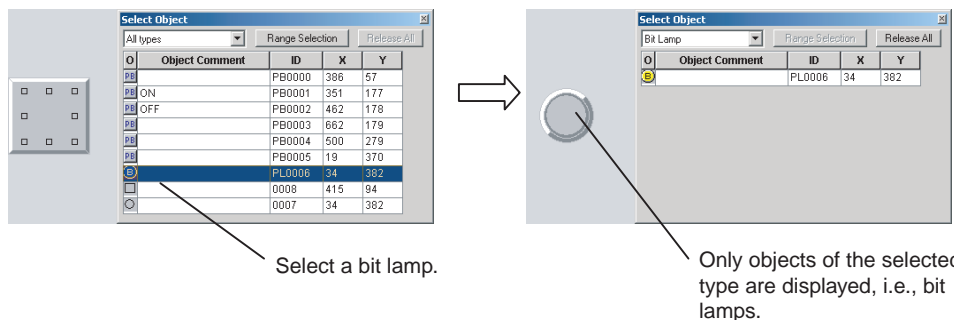 Select Object
All types Range Selection Release All
O Object Comment ID X Y
PB PB0000 386 57
PB ON PB0001 351 177
PB OFF PB0002 462 178
PB PB0003 662 179
PB PB0004 500 279
PB PB0005 19 370
B PL0006 34 382
0008 415 94
0007 34 382
Select a bit lamp.
Select Object
Bit Lamp Range Selection Release All
O Object Comment ID X Y
B PL0006 34 382
Only objects of the selected
type are displayed, i.e., bit
lamps.